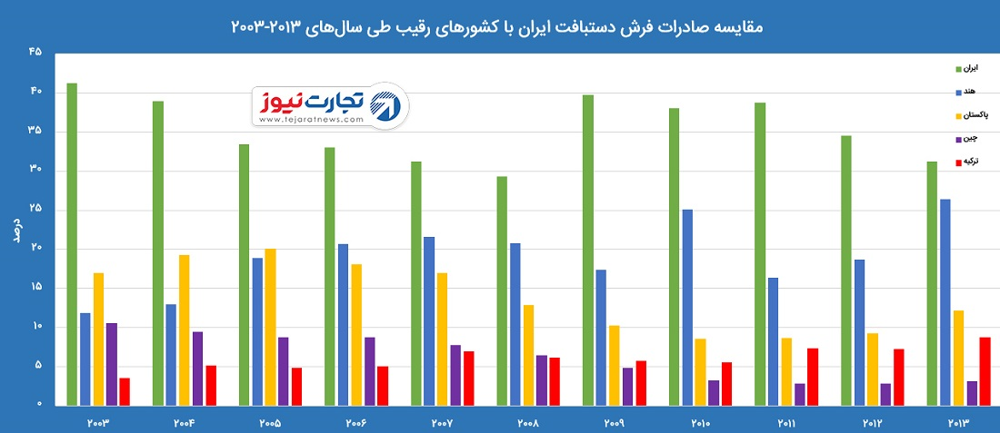 مقایسه صادرات فرش دستبافت ایران با کشورهای رقیب طی سال‌های ۲۰۱۳-۲۰۰۳
تجارت نیوز
www.tejaratnews.com
ایران
هند
پاکستان
چین
ترکیه
درصد
۴۵
۴۰
۳۵
۳۰
۲۵
۲۰
۱۵
۱۰
۵
۰
۲۰۰۳ ۲۰۰۴ ۲۰۰۵ ۲۰۰۶ ۲۰۰۷ ۲۰۰۸ ۲۰۰۹ ۲۰۱۰ ۲۰۱۱ ۲۰۱۲ ۲۰۱۳